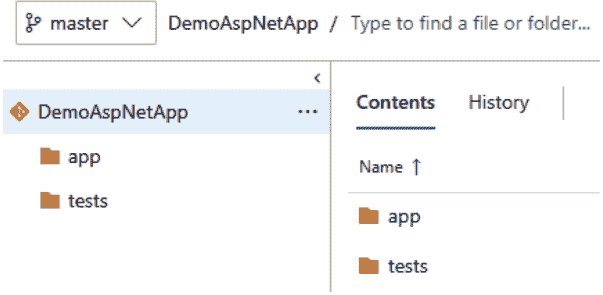 master DemoAspNetApp / Type to find a file or folder...
DemoAspNetApp ...
app
tests
Contents History
Name ↑
app
tests